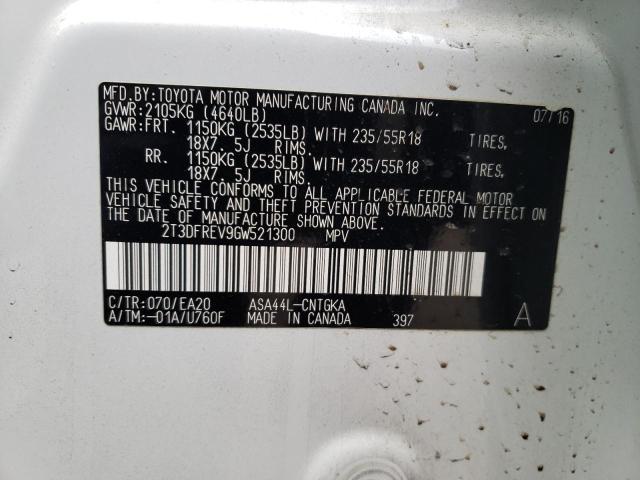 MFD.BY:TOYOTA MOTOR MANUFACTURING CANADA INC.
GVWR:2105KG (4640LB) 07/16
GAWR:FRT. 1150KG (2535LB) WITH 235/55R18 TIRES,
18X7. 5J RIMS
RR. 1150KG (2535LB) WITH 235/55R18 TIRES,
18X7. 5J RIMS
THIS VEHICLE CONFORMS TO ALL APPLICABLE FEDERAL MOTOR
VEHICLE SAFETY AND THEFT PREVENTION STANDARDS IN EFFECT ON
THE DATE OF MANUFACTURE SHOWN ABOVE.
2T3DFREV9GW521300 MPV
C/TR:070/EA20 ASA44L-CNTGKA
A/TM:-01A/U760F MADE IN CANADA 397 A